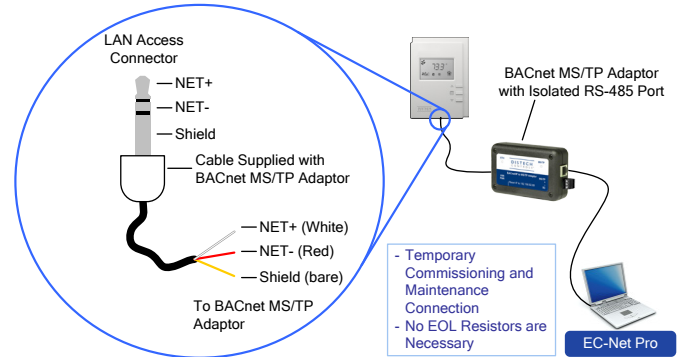 LAN Access
Connector
NET+
NET-
Shield
Cable Supplied with
BACnet MS/TP Adaptor
NET+ (White)
NET- (Red)
Shield (bare)
To BACnet MS/TP
Adaptor
BACnet MS/TP Adaptor
with Isolated RS-485 Port
DISTECH
- Temporary
Commissioning and
Maintenance
Connection
- No EOL Resistors are
Necessary
EC-Net Pro